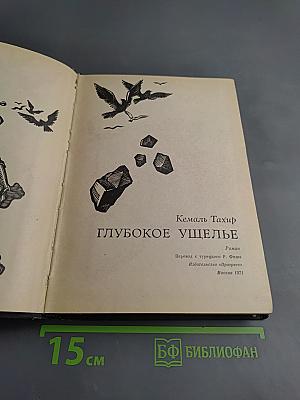 Кемаль Тахир
ГЛУБОКОЕ УЩЕЛЬЕ
Роман
Перевод с турецкого Р. Фиша
Издательство «Прогресс»
Москва 1971
15 см
БФ БИБЛИОФАН